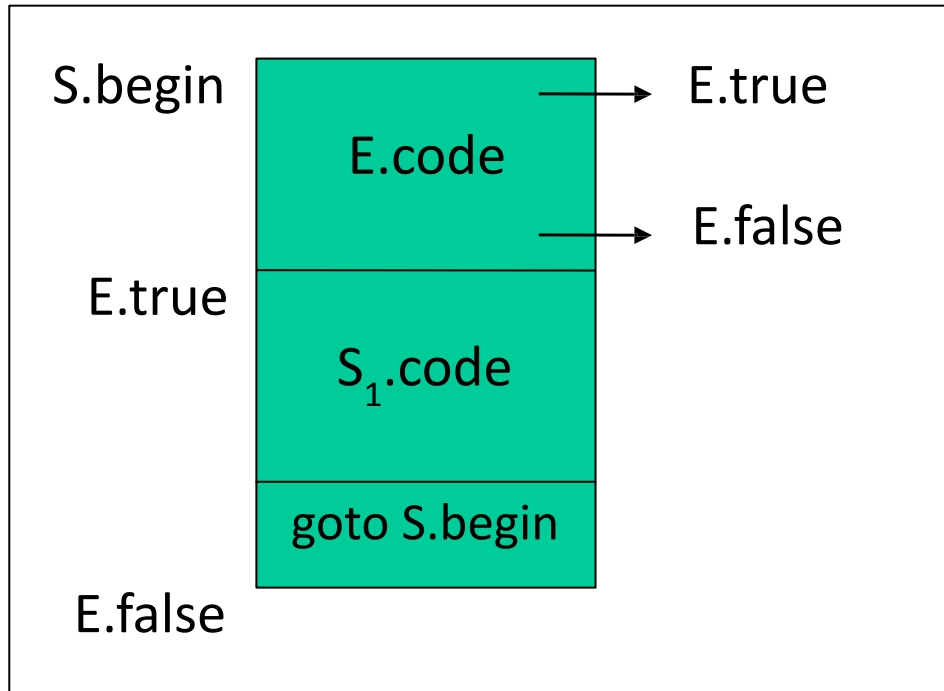 S.begin
E.true
E.code
E.false
E.true
S₁.code
goto S.begin
E.false